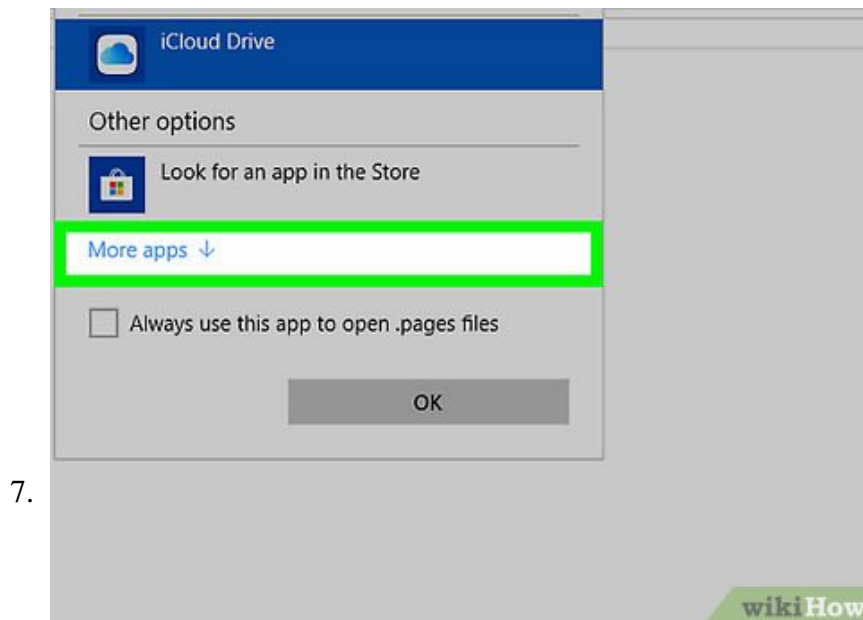 iCloud Drive
Other options
Look for an app in the Store
More apps ↓
Always use this app to open .pages files
OK
7.
wikiHow